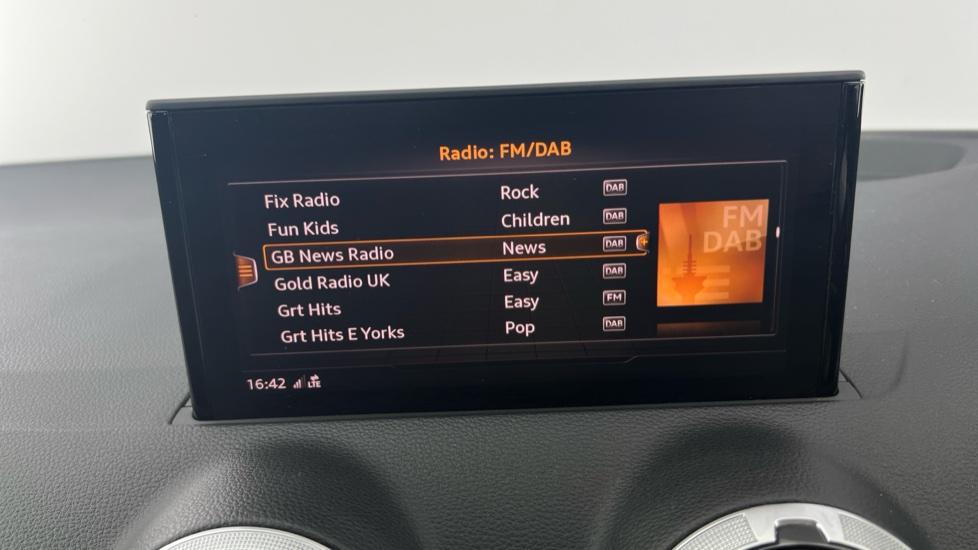 Radio: FM/DAB
Fix Radio Rock DAB
Fun Kids Children DAB
GB News Radio News DAB
Gold Radio UK Easy DAB
Grt Hits Easy FM
Grt Hits E Yorks Pop DAB
FM
DAB
16:42 LTE